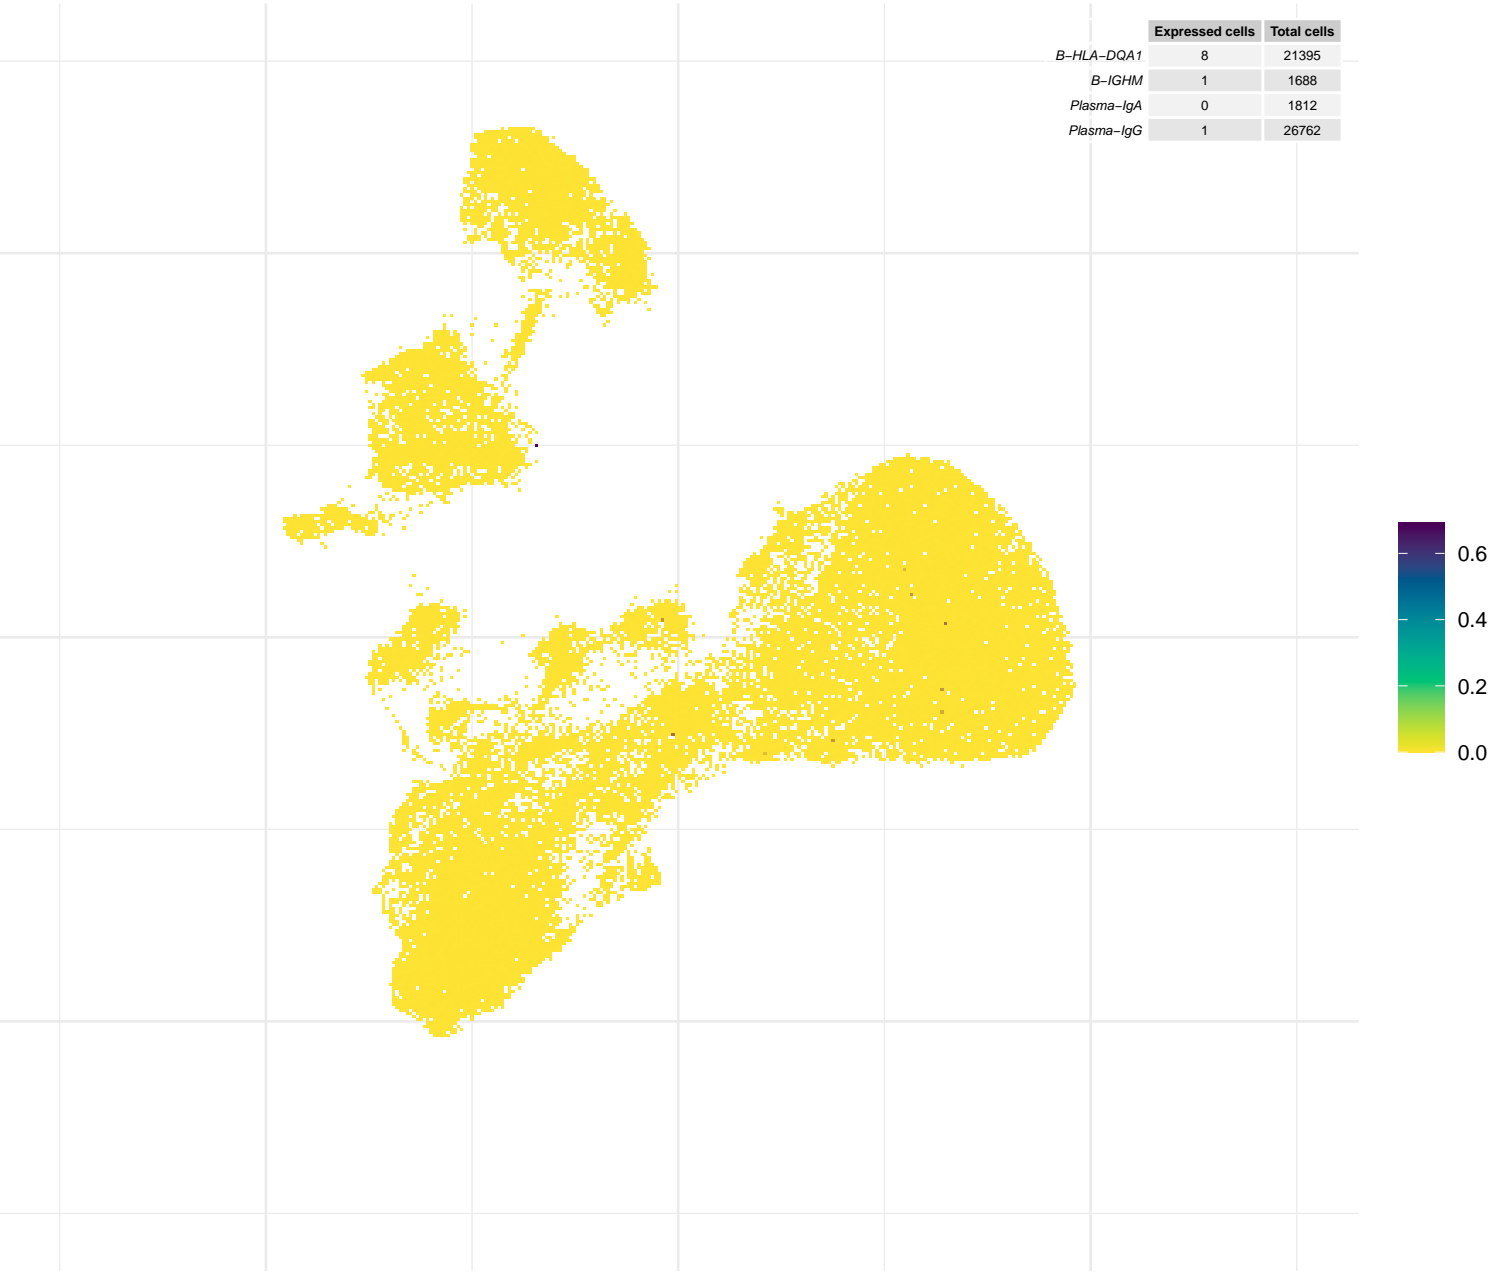 Expressed cells Total cells
B−HLA−DQA1 8 21395
B−IGHM 1 1688
Plasma−IgA 0 1812
Plasma−IgG 1 26762
0.6
0.4
0.2
0.0